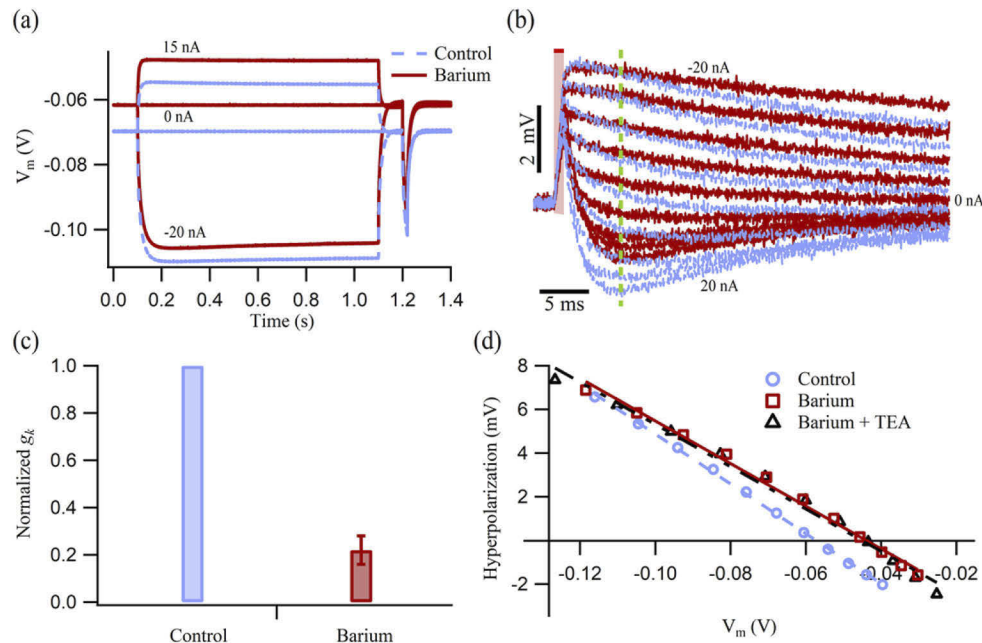 (a)
15 nA
Control
Barium
-0.06
0 nA
-0.08
V_m (V)
-0.10
-20 nA
0.0 0.2 0.4 0.6 0.8 1.0 1.2 1.4
Time (s)
(b)
-20 nA
2 mV
0 nA
5 ms
20 nA
(c)
1.0
0.8
0.6
0.4
0.2
0.0
Normalized g_k
Control Barium
(d)
8
6
4
2
0
-2
Hyperpolarization (mV)
Control
Barium
Barium + TEA
-0.12 -0.10 -0.08 -0.06 -0.04 -0.02
V_m (V)